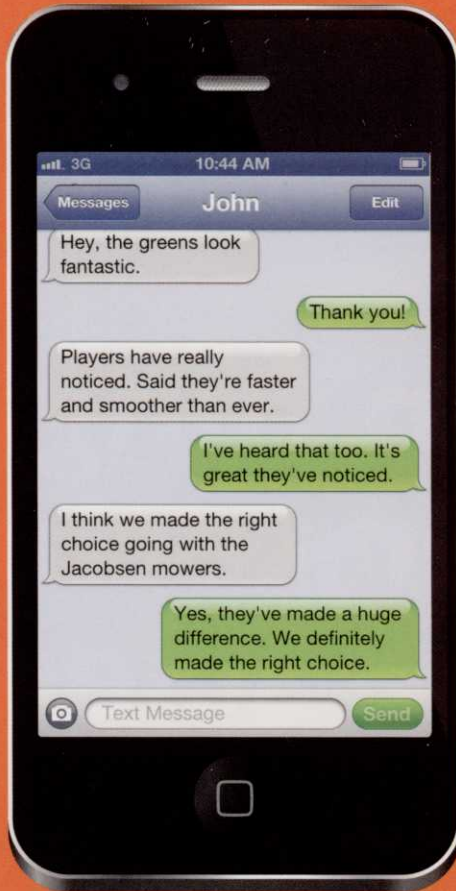 3G 10:44 AM
Messages John Edit
Hey, the greens look
fantastic.
Thank you!
Players have really
noticed. Said they're faster
and smoother than ever.
I've heard that too. It's
great they've noticed.
I think we made the right
choice going with the
Jacobsen mowers.
Yes, they've made a huge
difference. We definitely
made the right choice.
Text Message Send